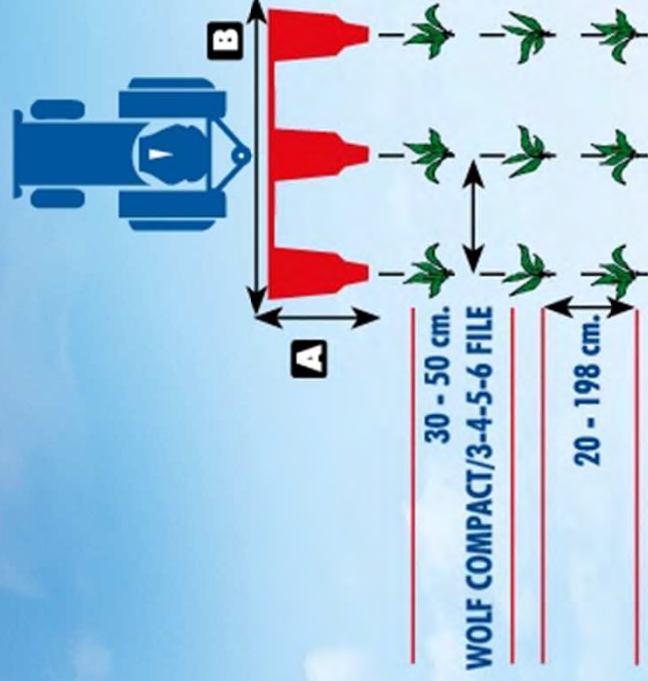 B
A
30 - 50 cm.
WOLF COMPACT/3-4-5-6 FILE
20 - 198 cm.